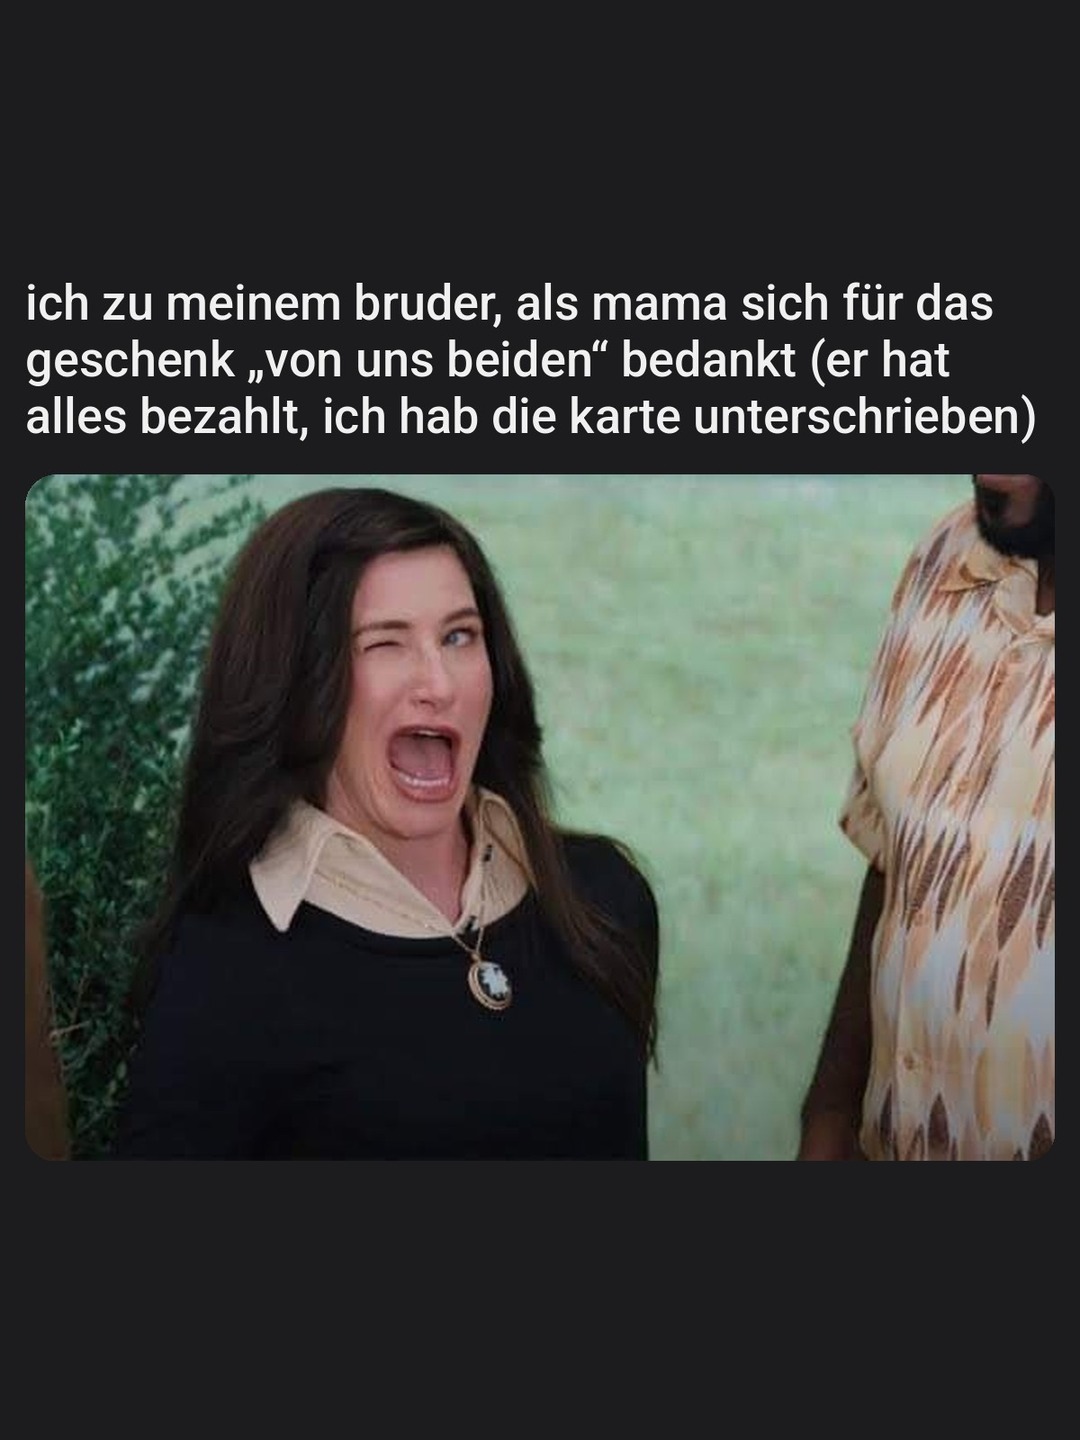 ich zu meinem bruder, als mama sich für das
geschenk „von uns beiden“ bedankt (er hat
alles bezahlt, ich hab die karte unterschrieben)